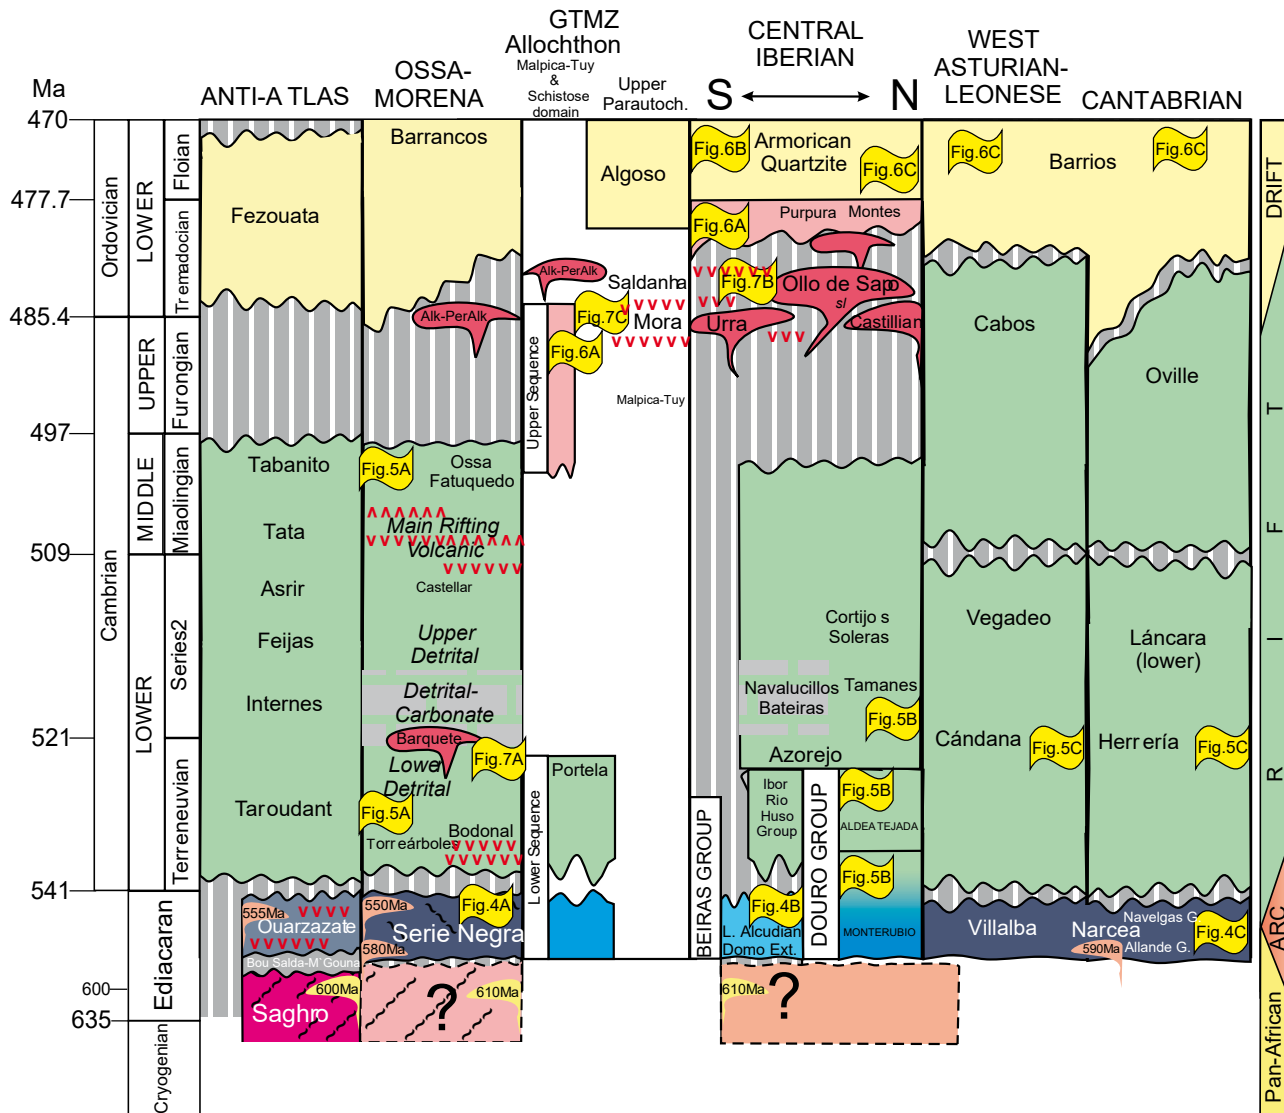 GTMZ
Allochthon
Malpica-Tuy
&
Schistose
domain
Upper
Parautoch.
CENTRAL
IBERIAN
S
N
WEST
ASTURIAN-
LEONESE
CANTABRIAN
Ma
ANTI-A TLAS
OSSA-
MORENA
470
477.7
485.4
497
509
521
541
600
635
Ordovician
Cambrian
Ediacaran
Cryogenian
LOWER
UPPER
MIDDLE
LOWER
Floian
Tremadocian
Furongian
Miaolingian
Series2
Terreneuvian
Fezouata
Tabanito
Tata
Asrir
Feijas
Internes
Taroudant
555Ma
Ouarzazate
Bou Salda-M´Gouna
600Ma
Saghro
Barrancos
Alk-PerAlk
Fig.5A
Ossa
Fatuquedo
Main Rifting
Volcanic
Castellar
Upper
Detrital
Detrital-
Carbonate
Barquete
Fig.7A
Lower
Detrital
Fig.5A
Bodonal
Torreárboles
550Ma
Fig.4A
Serie Negra
580Ma
?
610Ma
Algoso
Alk-PerAlk
Saldanha
Fig.7C
Mora
Fig.6A
Malpica-Tuy
Upper Sequence
Portela
Lower Sequence
Fig.6B
Armorican
Quartzite
Fig.6C
Purpura Montes
Fig.6A
Fig.7B
Ollo de Sapo
sl
Urra
Castillian
Cortijo s
Soleras
Navalucillos
Bateiras
Tamanes
Fig.5B
Azorejo
Ibor
Rio
Huso
Group
Fig.5B
ALDEA TEJADA
Fig.5B
MONTERUBIO
BEIRAS GROUP
DOURO GROUP
Fig.4B
L. Alcudian
Domo Ext.
610Ma
?
Fig.6C
Barrios
Fig.6C
Cabos
Oville
Vegadeo
Láncara
(lower)
Cándana
Fig.5C
Herrería
Fig.5C
Villalba
Narcea
Navelgas G.
590Ma
Allande G.
Fig.4C
DRIFT
R I F T
ARC
Pan-African